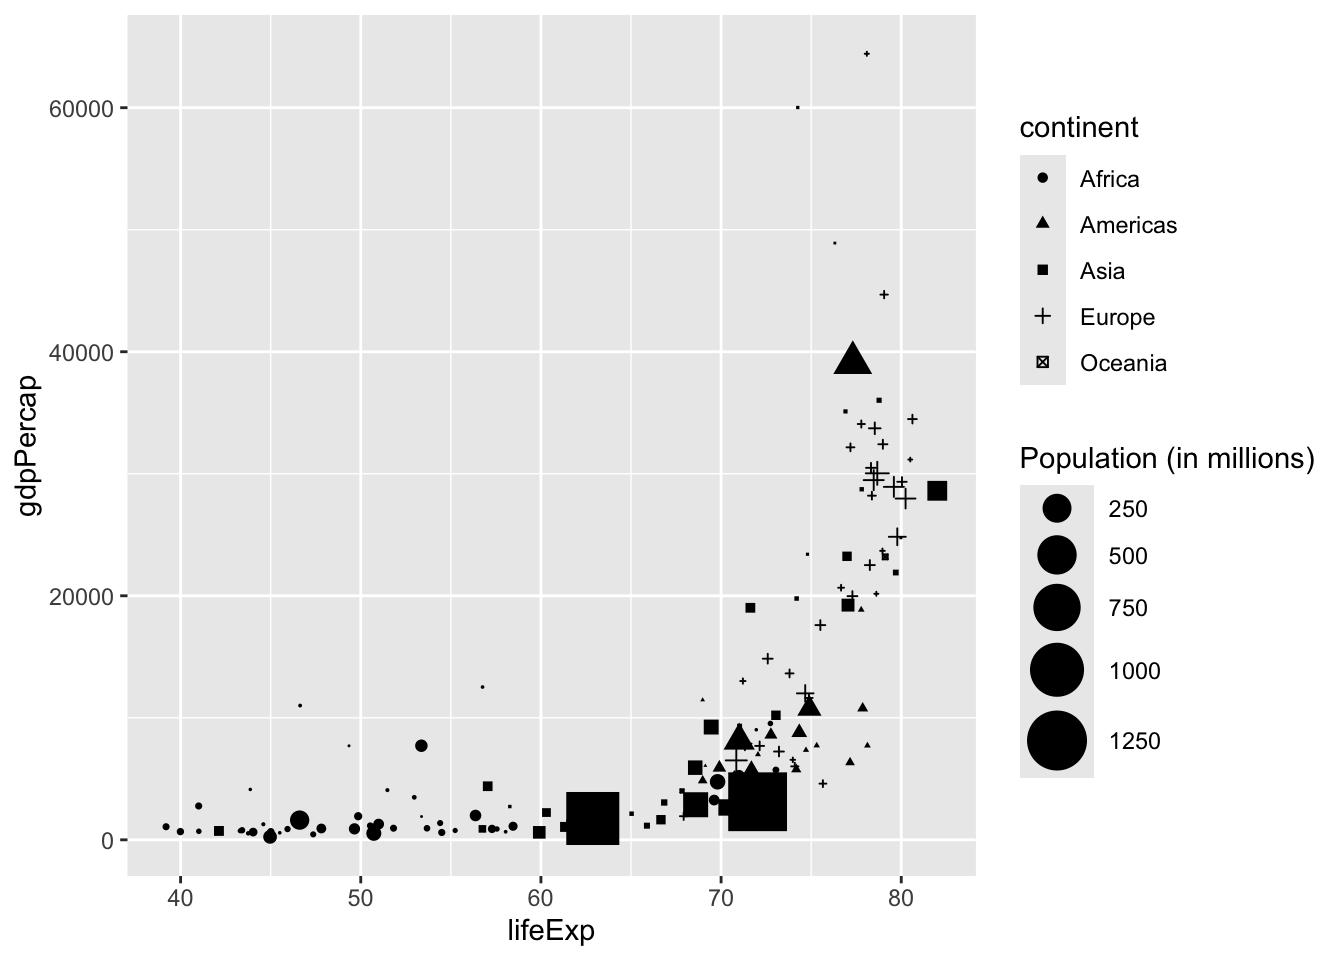 60000
40000
20000
0
gdpPercap
40
50
60
70
80
lifeExp
continent
Africa
Americas
Asia
Europe
Oceania
Population (in millions)
250
500
750
1000
1250